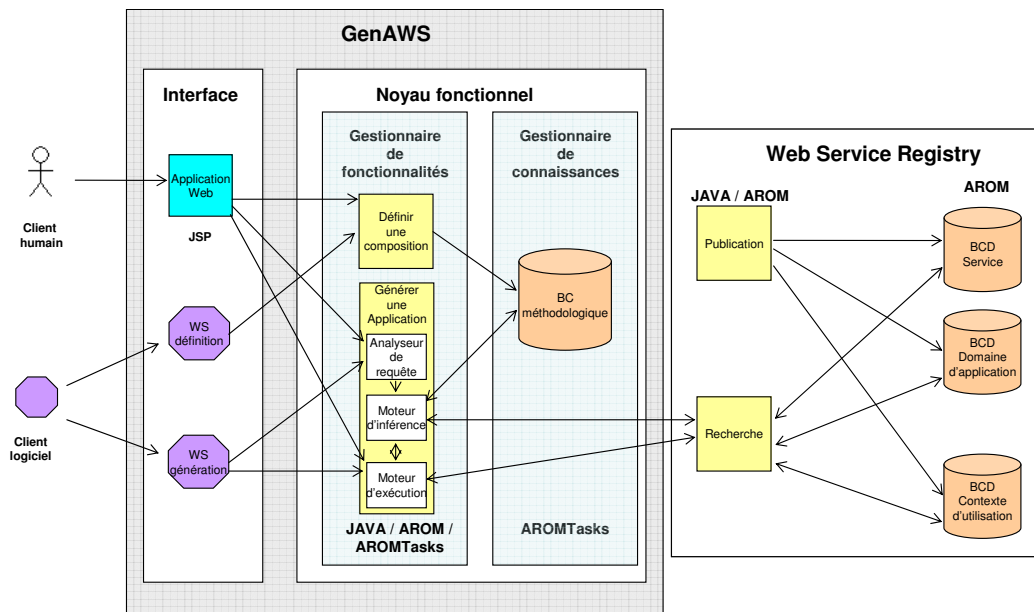 GenAWS
Interface
Noyau fonctionnel
Gestionnaire
de
fonctionnalités
Gestionnaire
de
connaissances
Web Service Registry
JAVA / AROM
AROM
Client
humain
Application
Web
JSP
Définir
une
composition
Générer
une
Application
Analyseur
de
requête
Moteur
d'inférence
Moteur
d'exécution
JAVA / AROM /
AROMTasks
BC
méthodologique
AROMTasks
WS
définition
WS
génération
Client
logiciel
Publication
Recherche
BCD
Service
BCD
Domaine
d'application
BCD
Contexte
d'utilisation